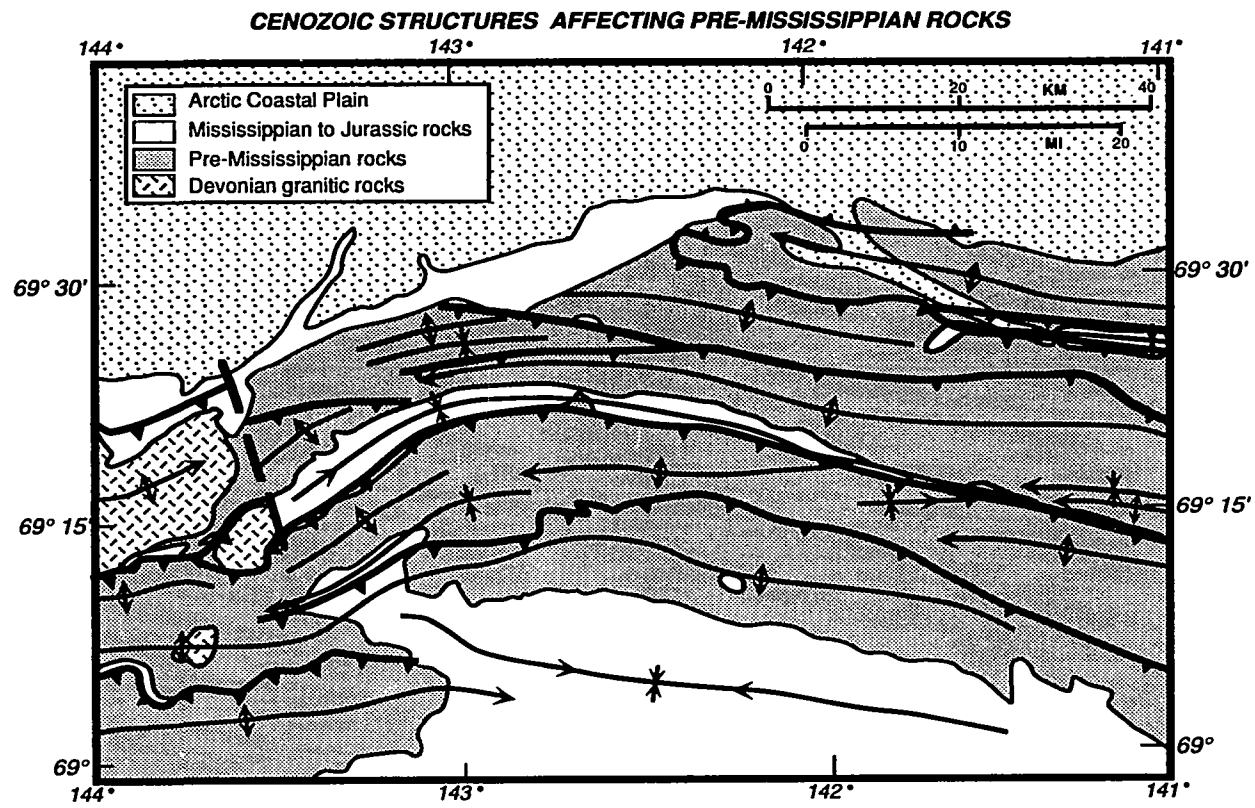 CENOZOIC STRUCTURES AFFECTING PRE-MISSISSIPPIAN ROCKS
144° 143° 142° 141°
Arctic Coastal Plain
Mississippian to Jurassic rocks
Pre-Mississippian rocks
Devonian granitic rocks
0 20 KM 40
0 10 MI 20
69° 30' 69° 30'
69° 15' 69° 15'
69° 69°
144° 143° 142° 141°